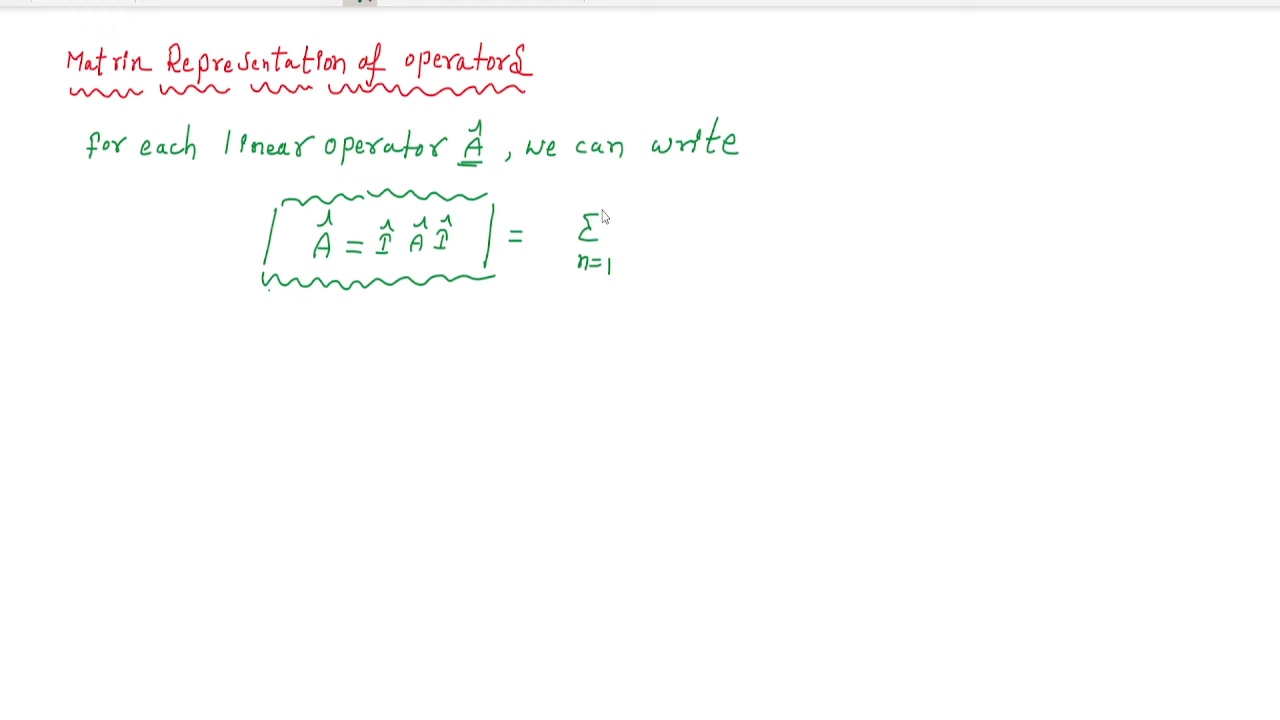 Matrix Representation of operators
for each linear operator Â, we can write
Â = Î Â Î = Σ
n=1